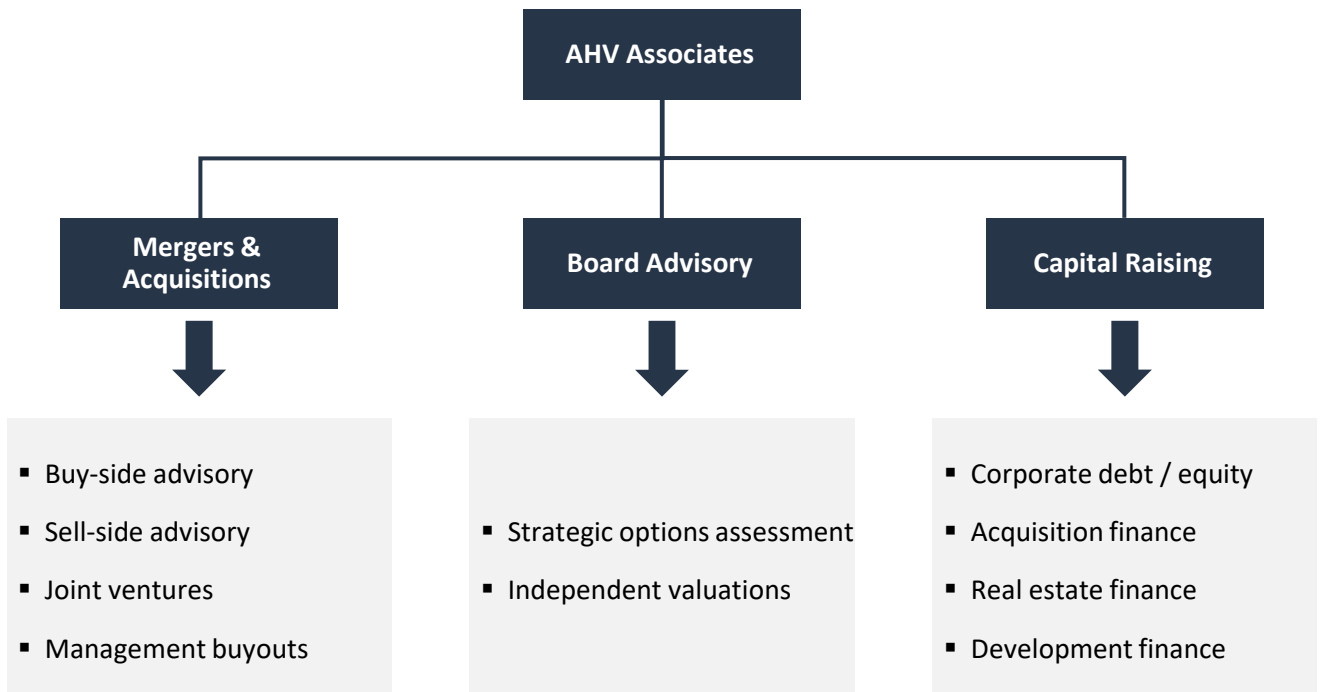 AHV Associates
Mergers &
Acquisitions
Board Advisory
Capital Raising
▪ Buy-side advisory
▪ Sell-side advisory
▪ Joint ventures
▪ Management buyouts
▪ Strategic options assessment
▪ Independent valuations
▪ Corporate debt / equity
▪ Acquisition finance
▪ Real estate finance
▪ Development finance